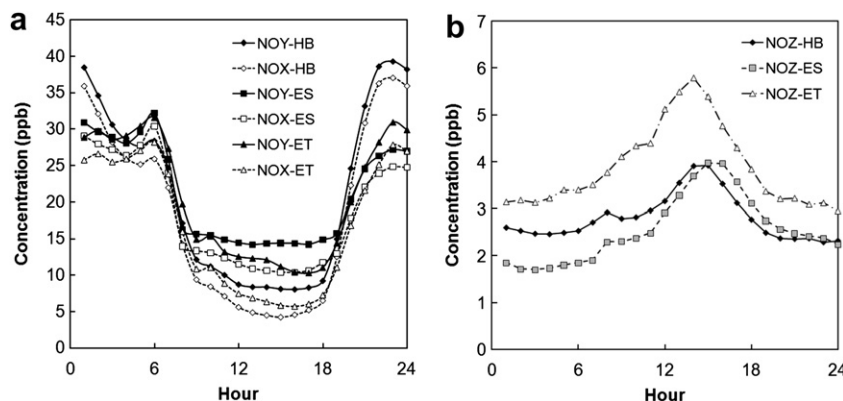 a
45
40
35
30
25
20
15
10
5
0
Concentration (ppb)
NOY-HB
NOX-HB
NOY-ES
NOX-ES
NOY-ET
NOX-ET
0 6 12 18 24
Hour
b
7
6
5
4
3
2
1
0
Concentration (ppb)
NOZ-HB
NOZ-ES
NOZ-ET
0 6 12 18 24
Hour